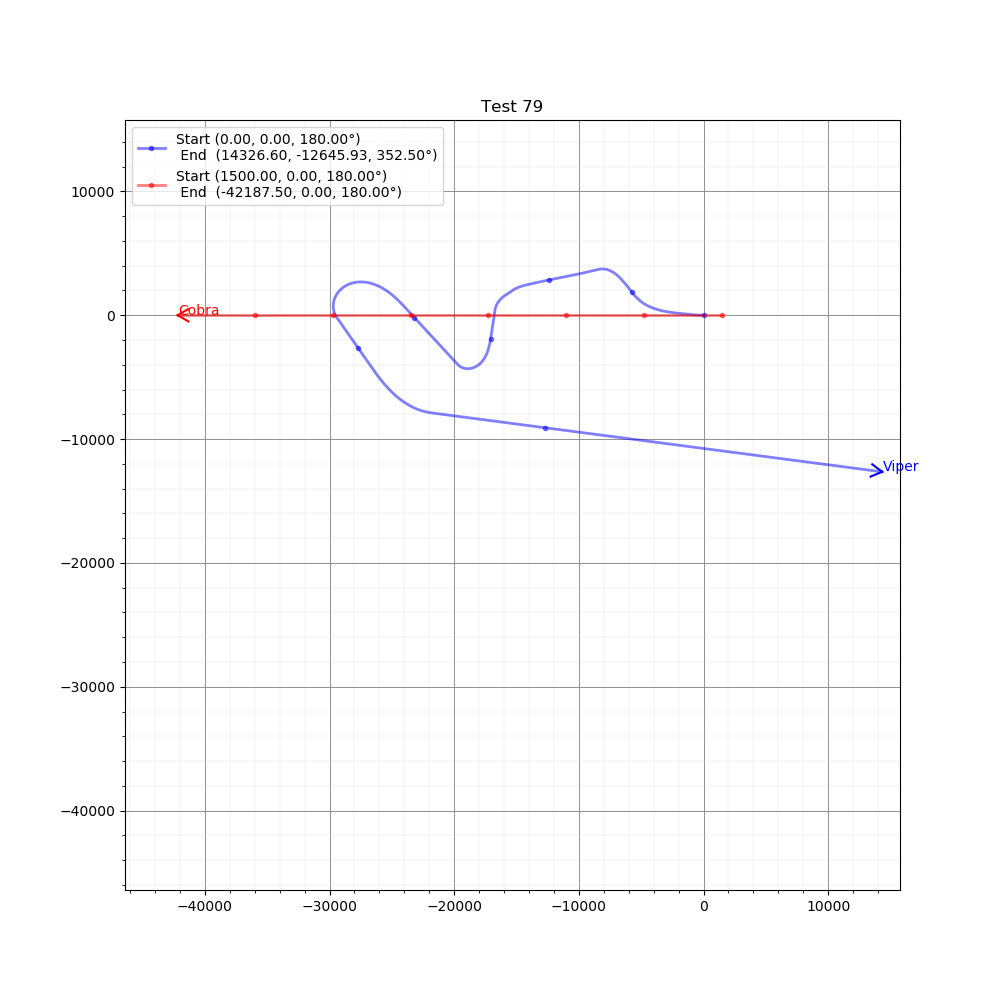 Test 79
Start (0.00, 0.00, 180.00°)
End  (14326.60, -12645.93, 352.50°)
Start (1500.00, 0.00, 180.00°)
End  (-42187.50, 0.00, 180.00°)
10000
0
−10000
−20000
−30000
−40000
Cobra
Viper
−40000
−30000
−20000
−10000
0
10000